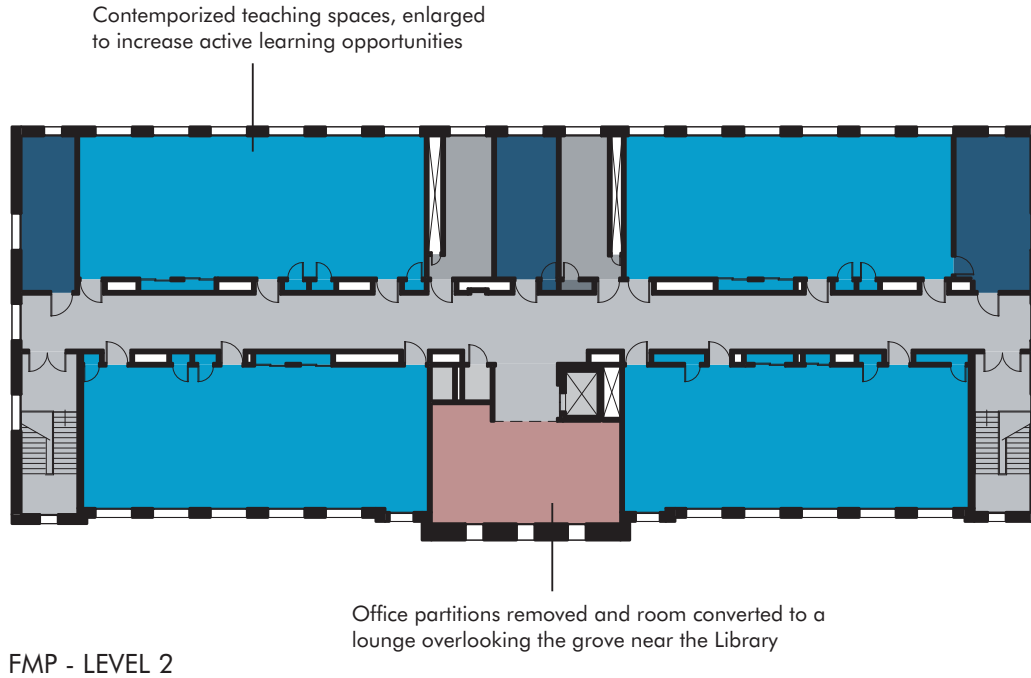 Contemporized teaching spaces, enlarged
to increase active learning opportunities
Office partitions removed and room converted to a
lounge overlooking the grove near the Library
FMP - LEVEL 2